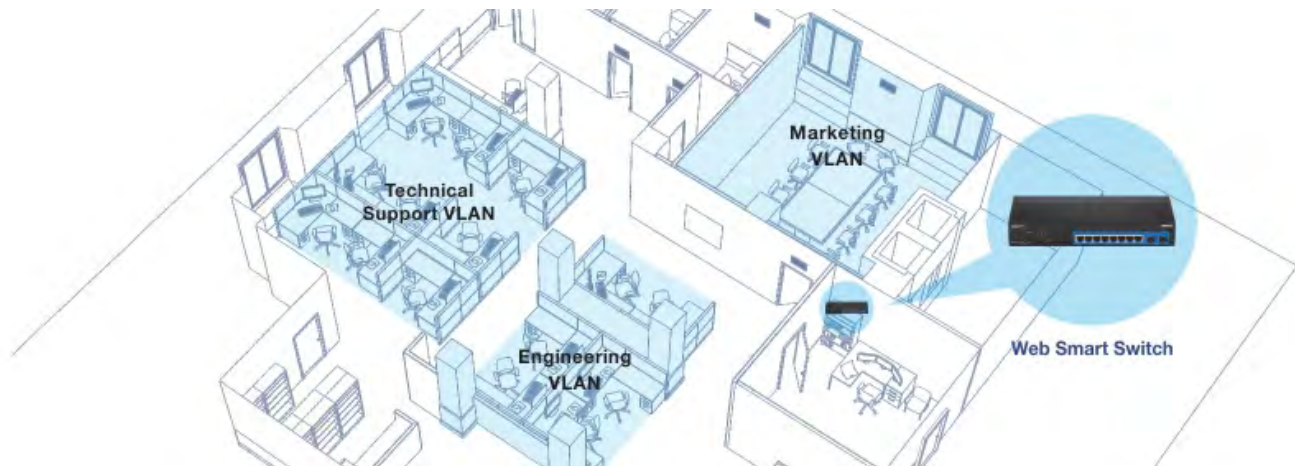 Marketing
VLAN
Technical
Support VLAN
Engineering
VLAN
Web Smart Switch